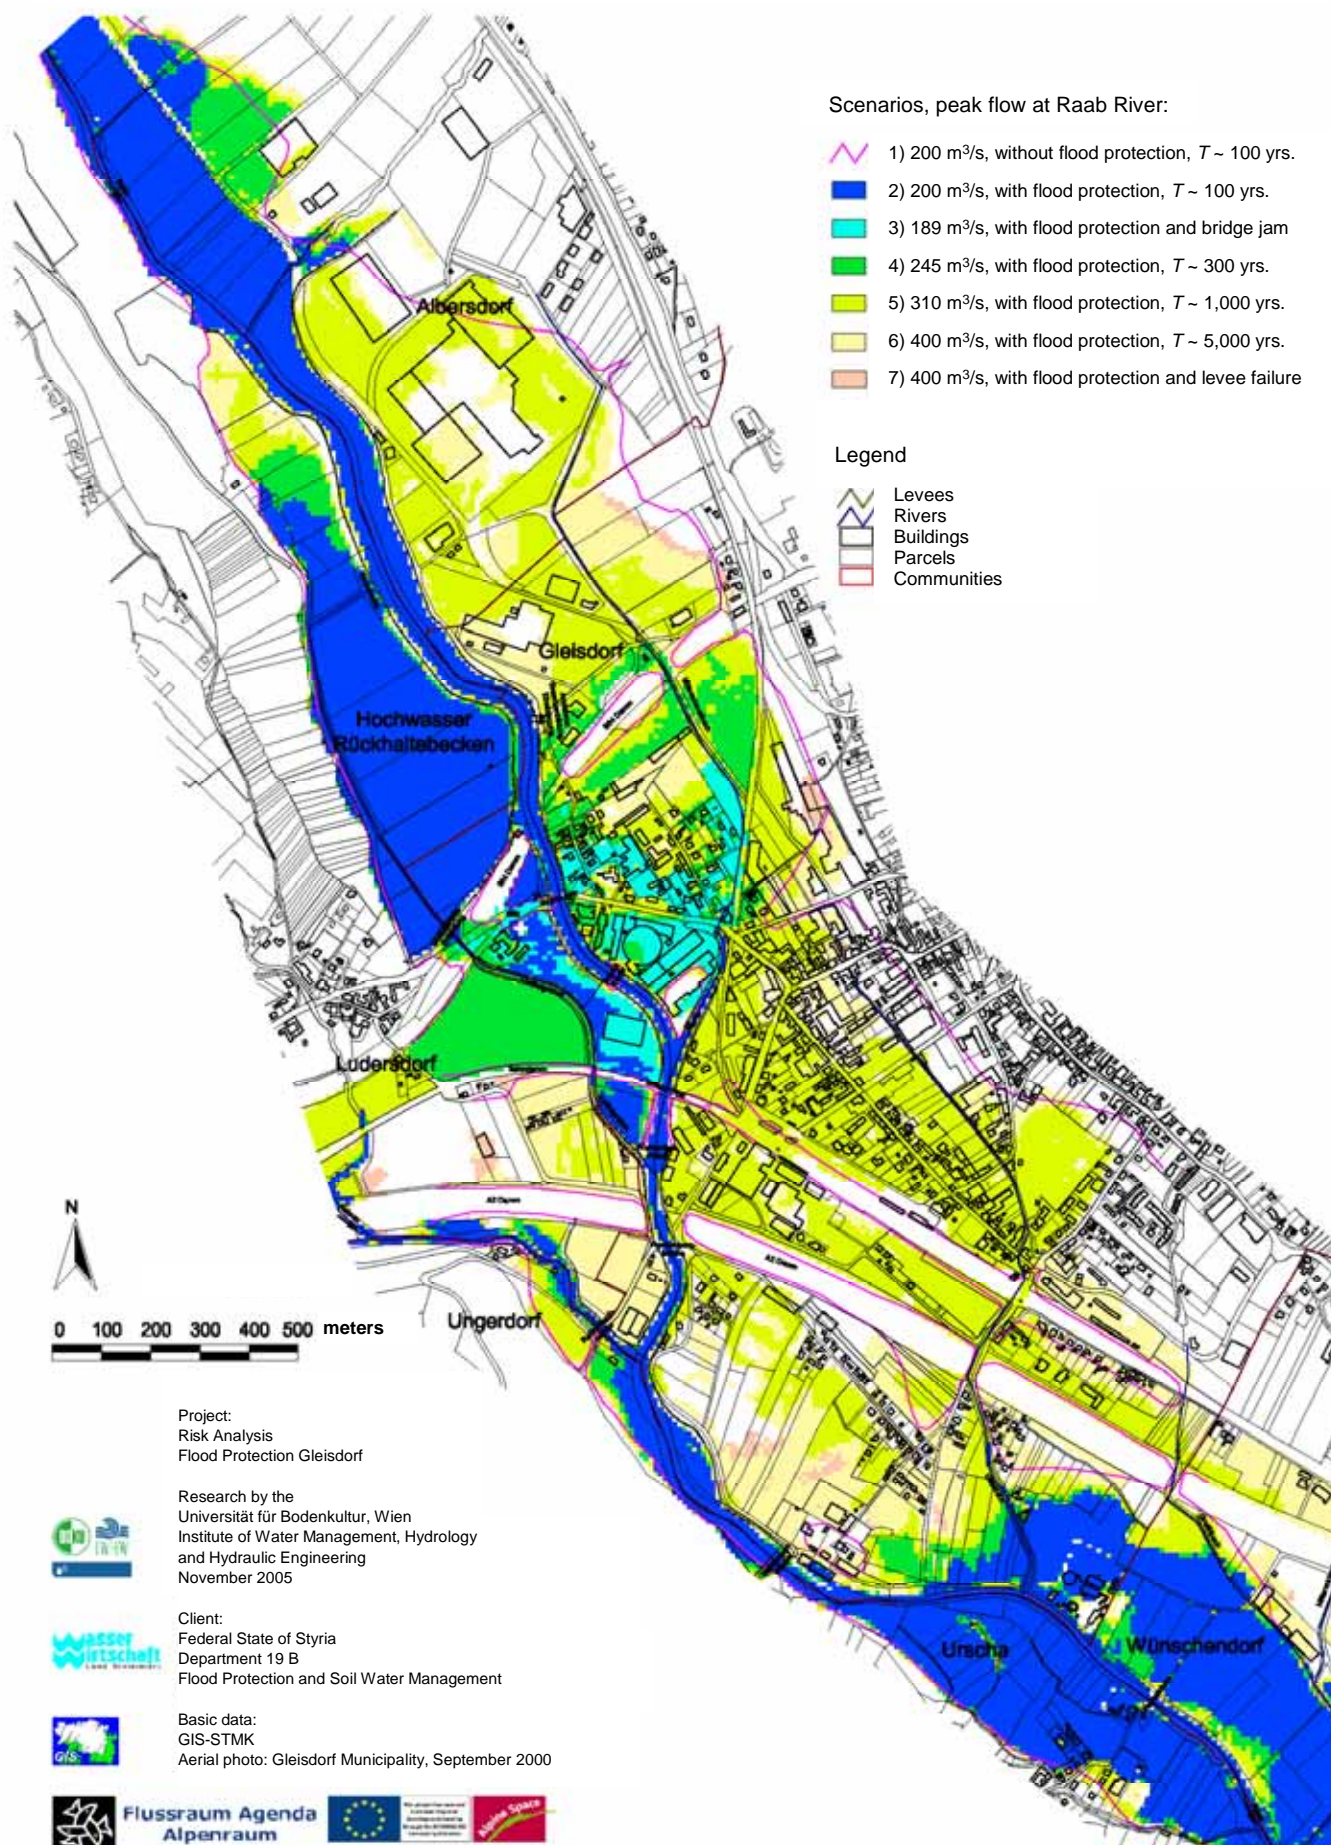 Scenarios, peak flow at Raab River:
1) 200 m³/s, without flood protection, T ~ 100 yrs.
2) 200 m³/s, with flood protection, T ~ 100 yrs.
3) 189 m³/s, with flood protection and bridge jam
4) 245 m³/s, with flood protection, T ~ 300 yrs.
5) 310 m³/s, with flood protection, T ~ 1,000 yrs.
6) 400 m³/s, with flood protection, T ~ 5,000 yrs.
7) 400 m³/s, with flood protection and levee failure
Legend
Levees
Rivers
Buildings
Parcels
Communities
Albersdorf
Gleisdorf
Hochwasser
Rückhaltebecken
Ludersdorf
A2 Damm
A2 Damm
Ungerdorf
Urscha
Wünschendorf
N
0 100 200 300 400 500 meters
Project:
Risk Analysis
Flood Protection Gleisdorf
Research by the
Universität für Bodenkultur, Wien
Institute of Water Management, Hydrology
and Hydraulic Engineering
November 2005
Client:
Federal State of Styria
Department 19 B
Flood Protection and Soil Water Management
Wasser
Wirtschaft
Basic data:
GIS-STMK
Aerial photo: Gleisdorf Municipality, September 2000
GIS
Flussraum Agenda
Alpenraum
Alpine Space